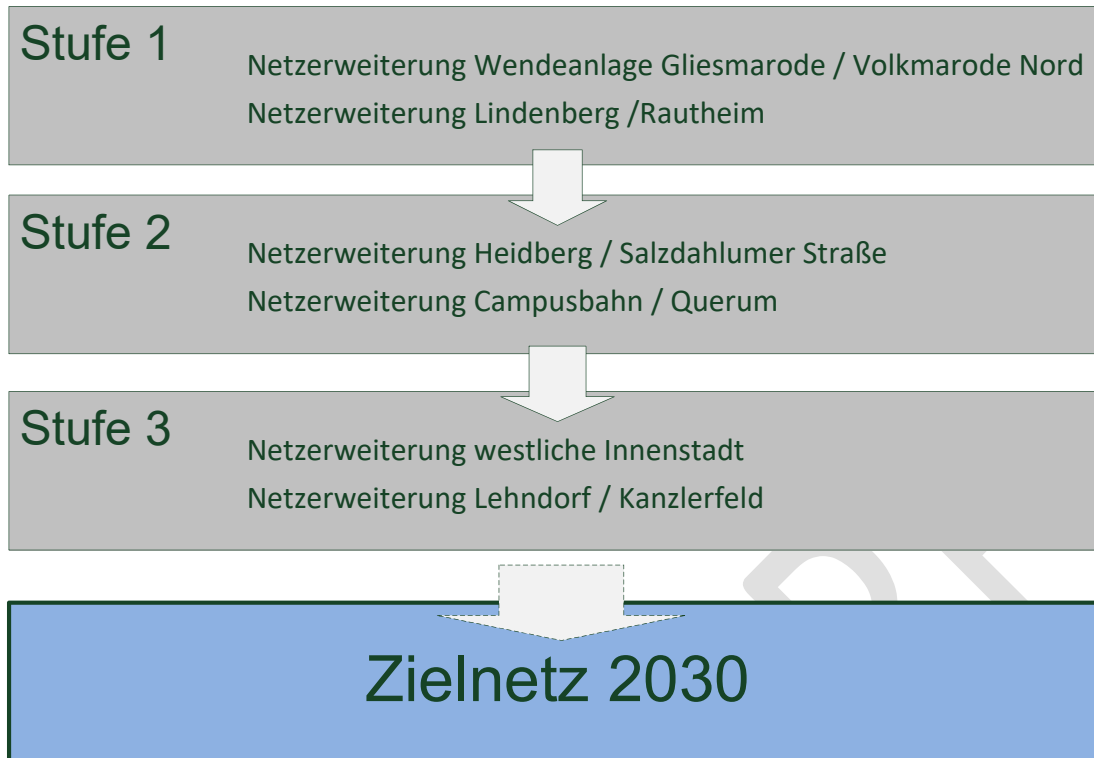 Stufe 1
Netzerweiterung Wendeanlage Gliesmarode / Volkmarode Nord
Netzerweiterung Lindenberg /Rautheim
Stufe 2
Netzerweiterung Heidberg / Salzdahlumer Straße
Netzerweiterung Campusbahn / Querum
Stufe 3
Netzerweiterung westliche Innenstadt
Netzerweiterung Lehndorf / Kanzlerfeld
Zielnetz 2030